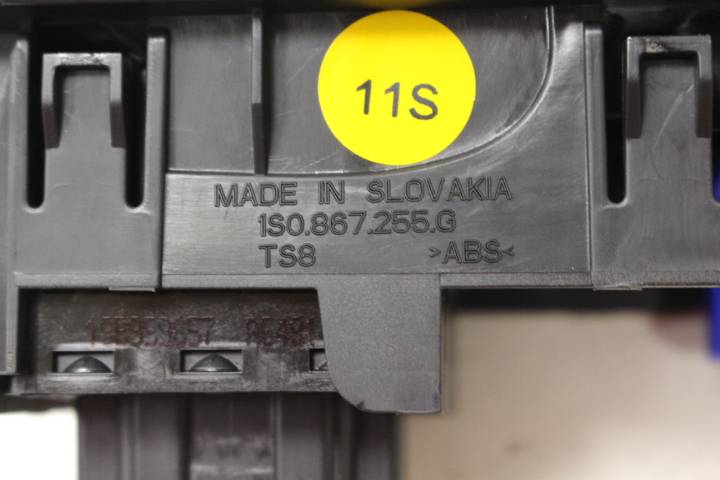 11S
MADE IN SLOVAKIA
1S0.867.255.G
TS8 >ABS<